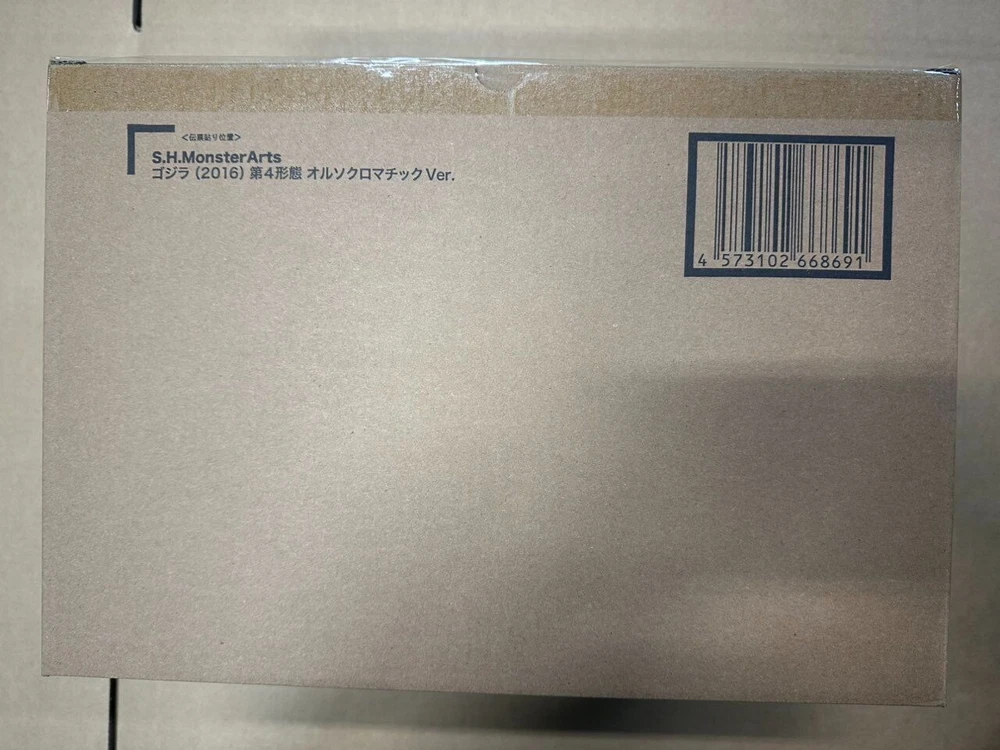 <伝票貼り位置>
S.H.MonsterArts
ゴジラ(2016)第4形態 オルソクロマチックVer.
4 573102 668691